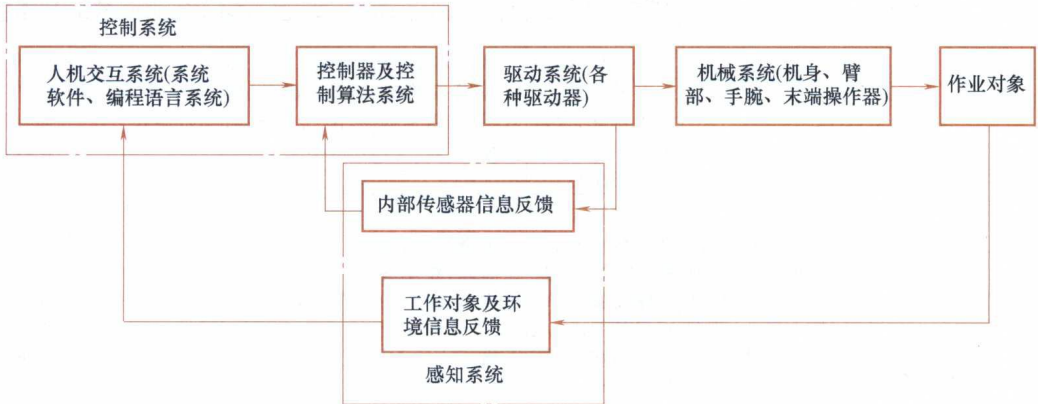 控制系统
人机交互系统(系统
软件、编程语言系统)
控制器及控
制算法系统
驱动系统(各
种驱动器)
机械系统(机身、臂
部、手腕、末端操作器)
作业对象
内部传感器信息反馈
工作对象及环
境信息反馈
感知系统